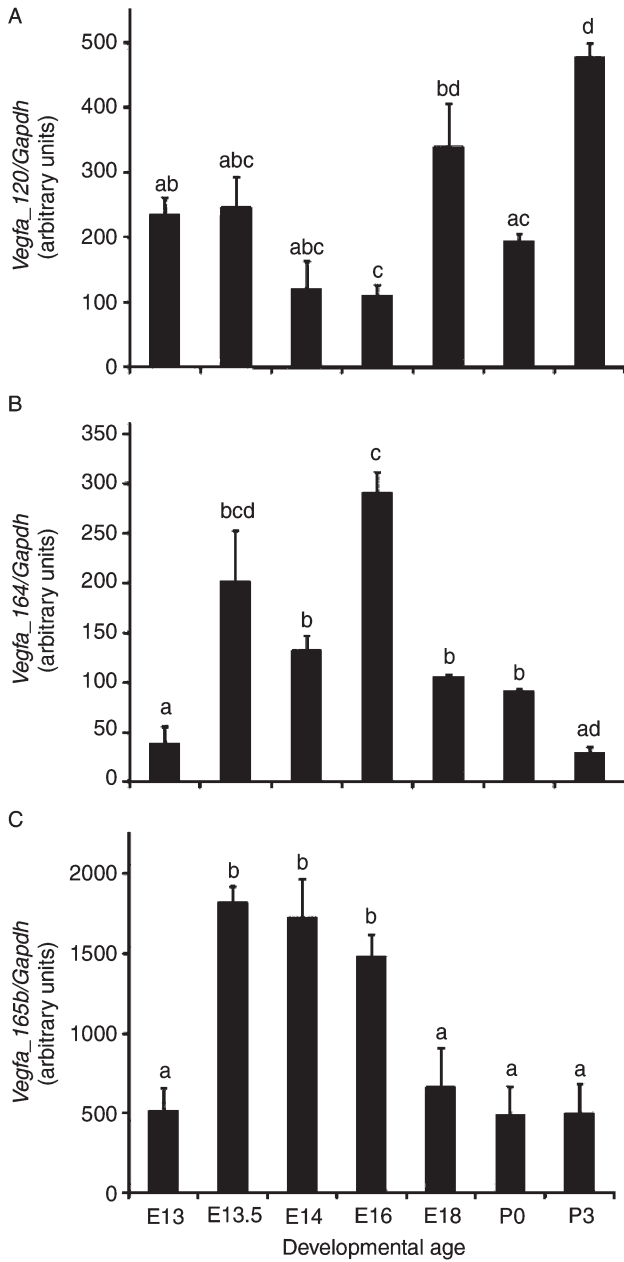 A
Vegfa_120/Gapdh
(arbitrary units)
500
400
300
200
100
0
ab
abc
abc
c
bd
ac
d
B
Vegfa_164/Gapdh
(arbitrary units)
350
300
250
200
150
100
50
0
a
bcd
b
c
b
b
ad
C
Vegfa_165b/Gapdh
(arbitrary units)
2000
1500
1000
500
0
a
b
b
b
a
a
a
E13 E13.5 E14 E16 E18 P0 P3
Developmental age